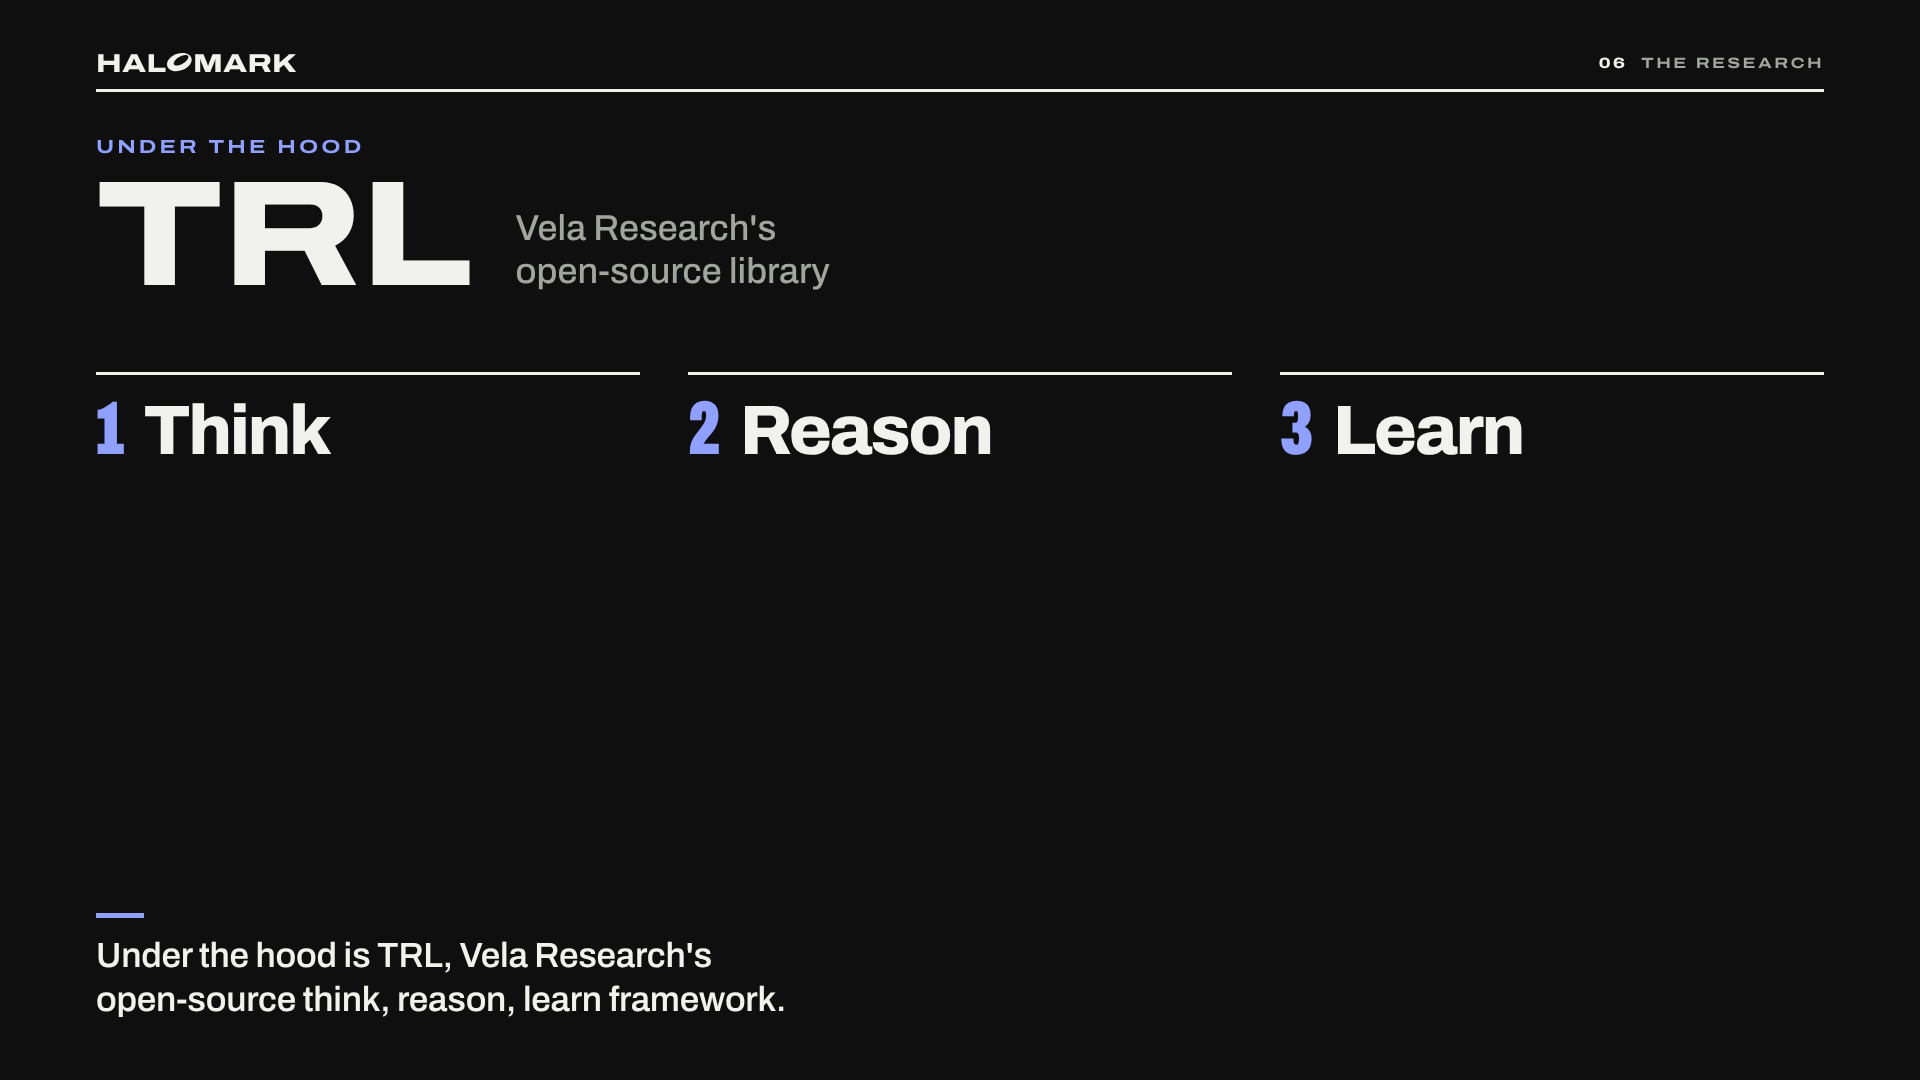 HALOMARK
06 THE RESEARCH
UNDER THE HOOD
TRL
Vela Research's
open-source library
1 Think
2 Reason
3 Learn
Under the hood is TRL, Vela Research's
open-source think, reason, learn framework.